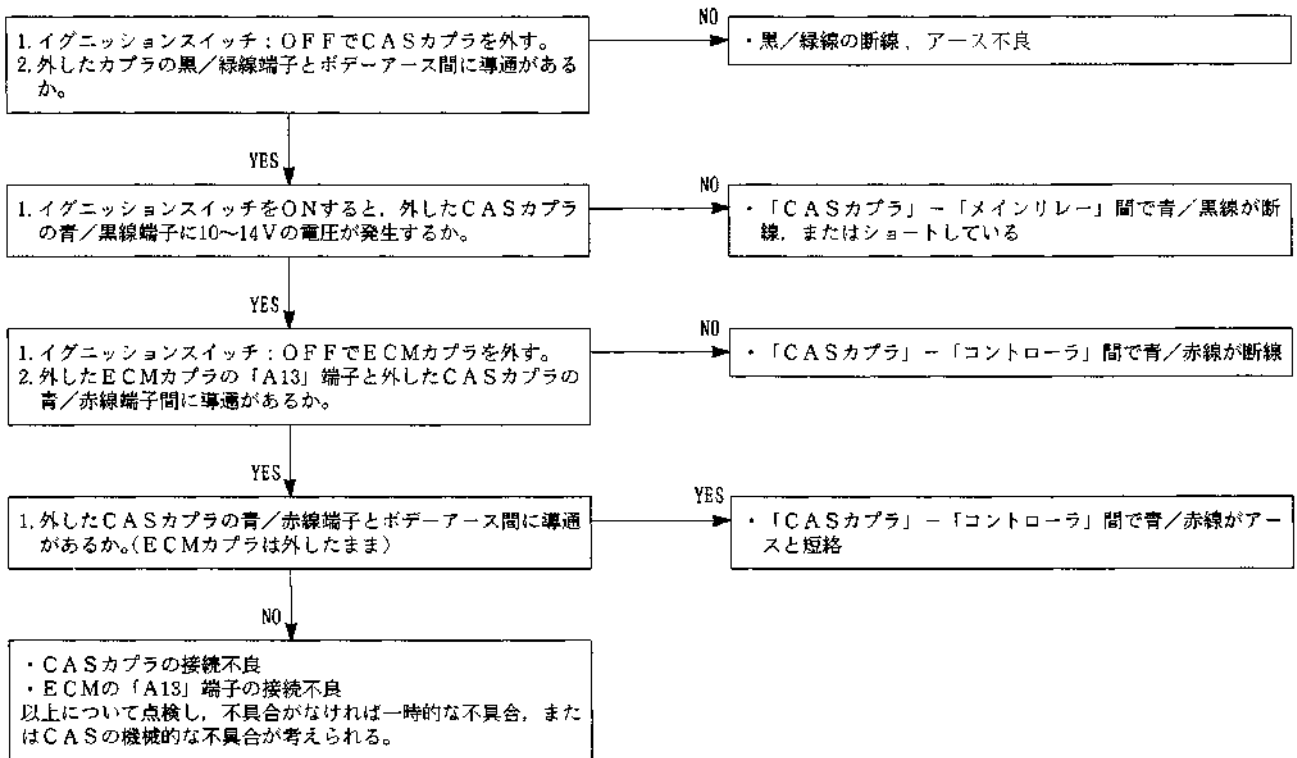 1. イグニッションスイッチ：OFFでCASカプラを外す。
2. 外したカプラの黒／緑線端子とボデーアース間に導通がある
か。
NO
・黒／緑線の断線，アース不良
YES
1. イグニッションスイッチをONすると，外したCASカプラ
の青／黒線端子に10～14Vの電圧が発生するか。
NO
・「CASカプラ」－「メインリレー」間で青／黒線が断
線，またはショートしている
YES
1. イグニッションスイッチ：OFFでECMカプラを外す。
2. 外したECMカプラの「A13」端子と外したCASカプラの
青／赤線端子間に導通があるか。
NO
・「CASカプラ」－「コントローラ」間で青／赤線が断線
YES
1. 外したCASカプラの青／赤線端子とボデーアース間に導通
があるか。（ECMカプラは外したまま）
YES
・「CASカプラ」－「コントローラ」間で青／赤線がアー
スと短絡
NO
・CASカプラの接続不良
・ECMの「A13」端子の接続不良
以上について点検し，不具合がなければ一時的な不具合，また
はCASの機械的な不具合が考えられる。